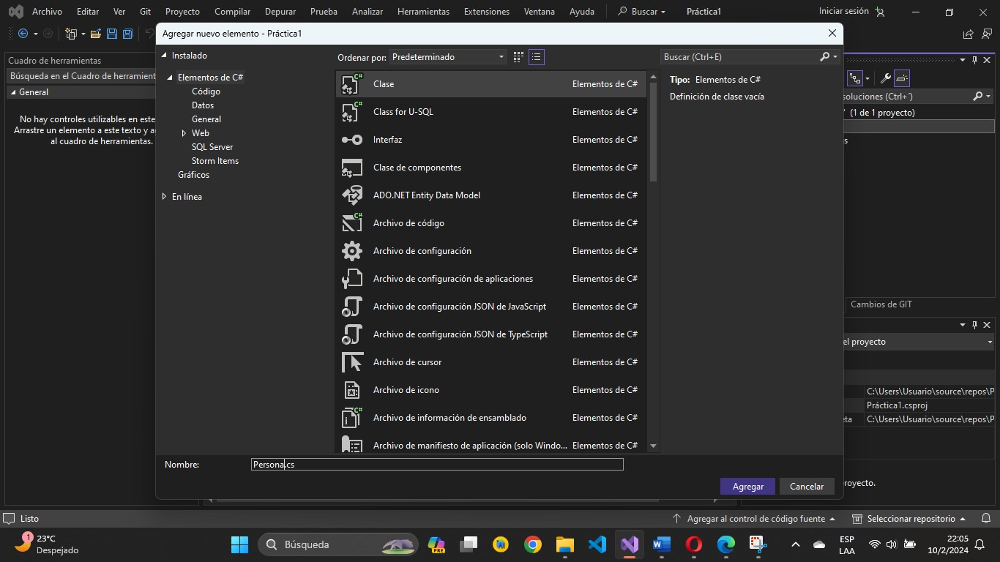 Archivo Editar Ver Git Proyecto Compilar Depurar Prueba Analizar Herramientas Extensiones Ventana Ayuda Buscar Práctica1 Iniciar sesión
Agregar nuevo elemento - Práctica1
Cuadro de herramientas
Búsqueda en el Cuadro de herramient
General
No hay controles utilizables en este
Arrastre un elemento a este texto y ag
al cuadro de herramientas.
Instalado
Elementos de C#
Código
Datos
General
Web
SQL Server
Storm Items
Gráficos
En línea
Ordenar por: Predeterminado
Buscar (Ctrl+E)
Clase Elementos de C#
Class for U-SQL Elementos de C#
Interfaz Elementos de C#
Clase de componentes Elementos de C#
ADO.NET Entity Data Model Elementos de C#
Archivo de código Elementos de C#
Archivo de configuración Elementos de C#
Archivo de configuración de aplicaciones Elementos de C#
Archivo de configuración JSON de JavaScript Elementos de C#
Archivo de configuración JSON de TypeScript Elementos de C#
Archivo de cursor Elementos de C#
Archivo de icono Elementos de C#
Archivo de información de ensamblado Elementos de C#
Archivo de manifiesto de aplicación (solo Windo... Elementos de C#
Tipo: Elementos de C#
Definición de clase vacía
Nombre: Persona.cs
Agregar Cancelar
soluciones (Ctrl+´)
(1 de 1 proyecto)
s
Cambios de GIT
el proyecto
C:\Users\Usuario\source\repos\P
Práctica1.csproj
eta C:\Users\Usuario\source\repos\P
royecto.
Listo Agregar al control de código fuente Seleccionar repositorio
1
23°C
Despejado
Búsqueda
PRE
ESP
LAA
22:05
10/2/2024